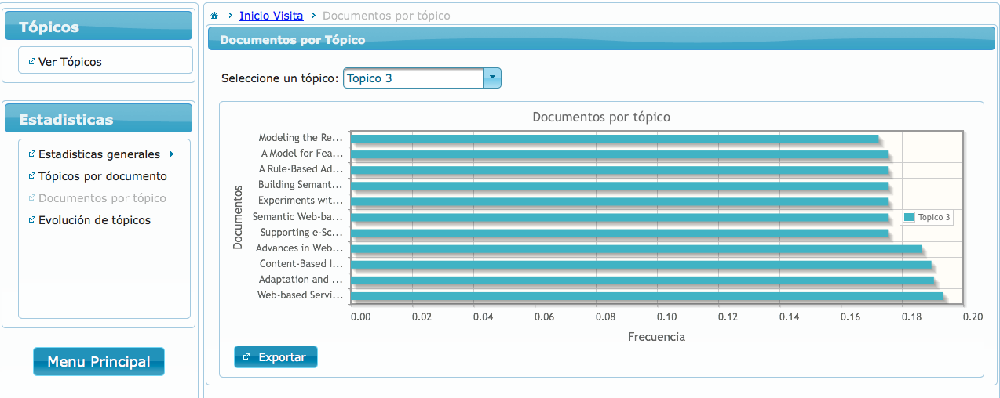 Tópicos
Ver Tópicos
Estadisticas
Estadisticas generales
Tópicos por documento
Documentos por tópico
Evolución de tópicos
Menu Principal
Inicio Visita
Documentos por tópico
Documentos por Tópico
Seleccione un tópico: Topico 3
Documentos por tópico
Documentos
Modeling the Re...
A Model for Fea...
A Rule-Based Ad...
Building Semant...
Experiments wit...
Semantic Web-ba...
Supporting e-Sc...
Advances in Web...
Content-Based I...
Adaptation and ...
Web-based Servi...
Topico 3
0.00 0.02 0.04 0.06 0.08 0.10 0.12 0.14 0.16 0.18 0.20
Frecuencia
Exportar